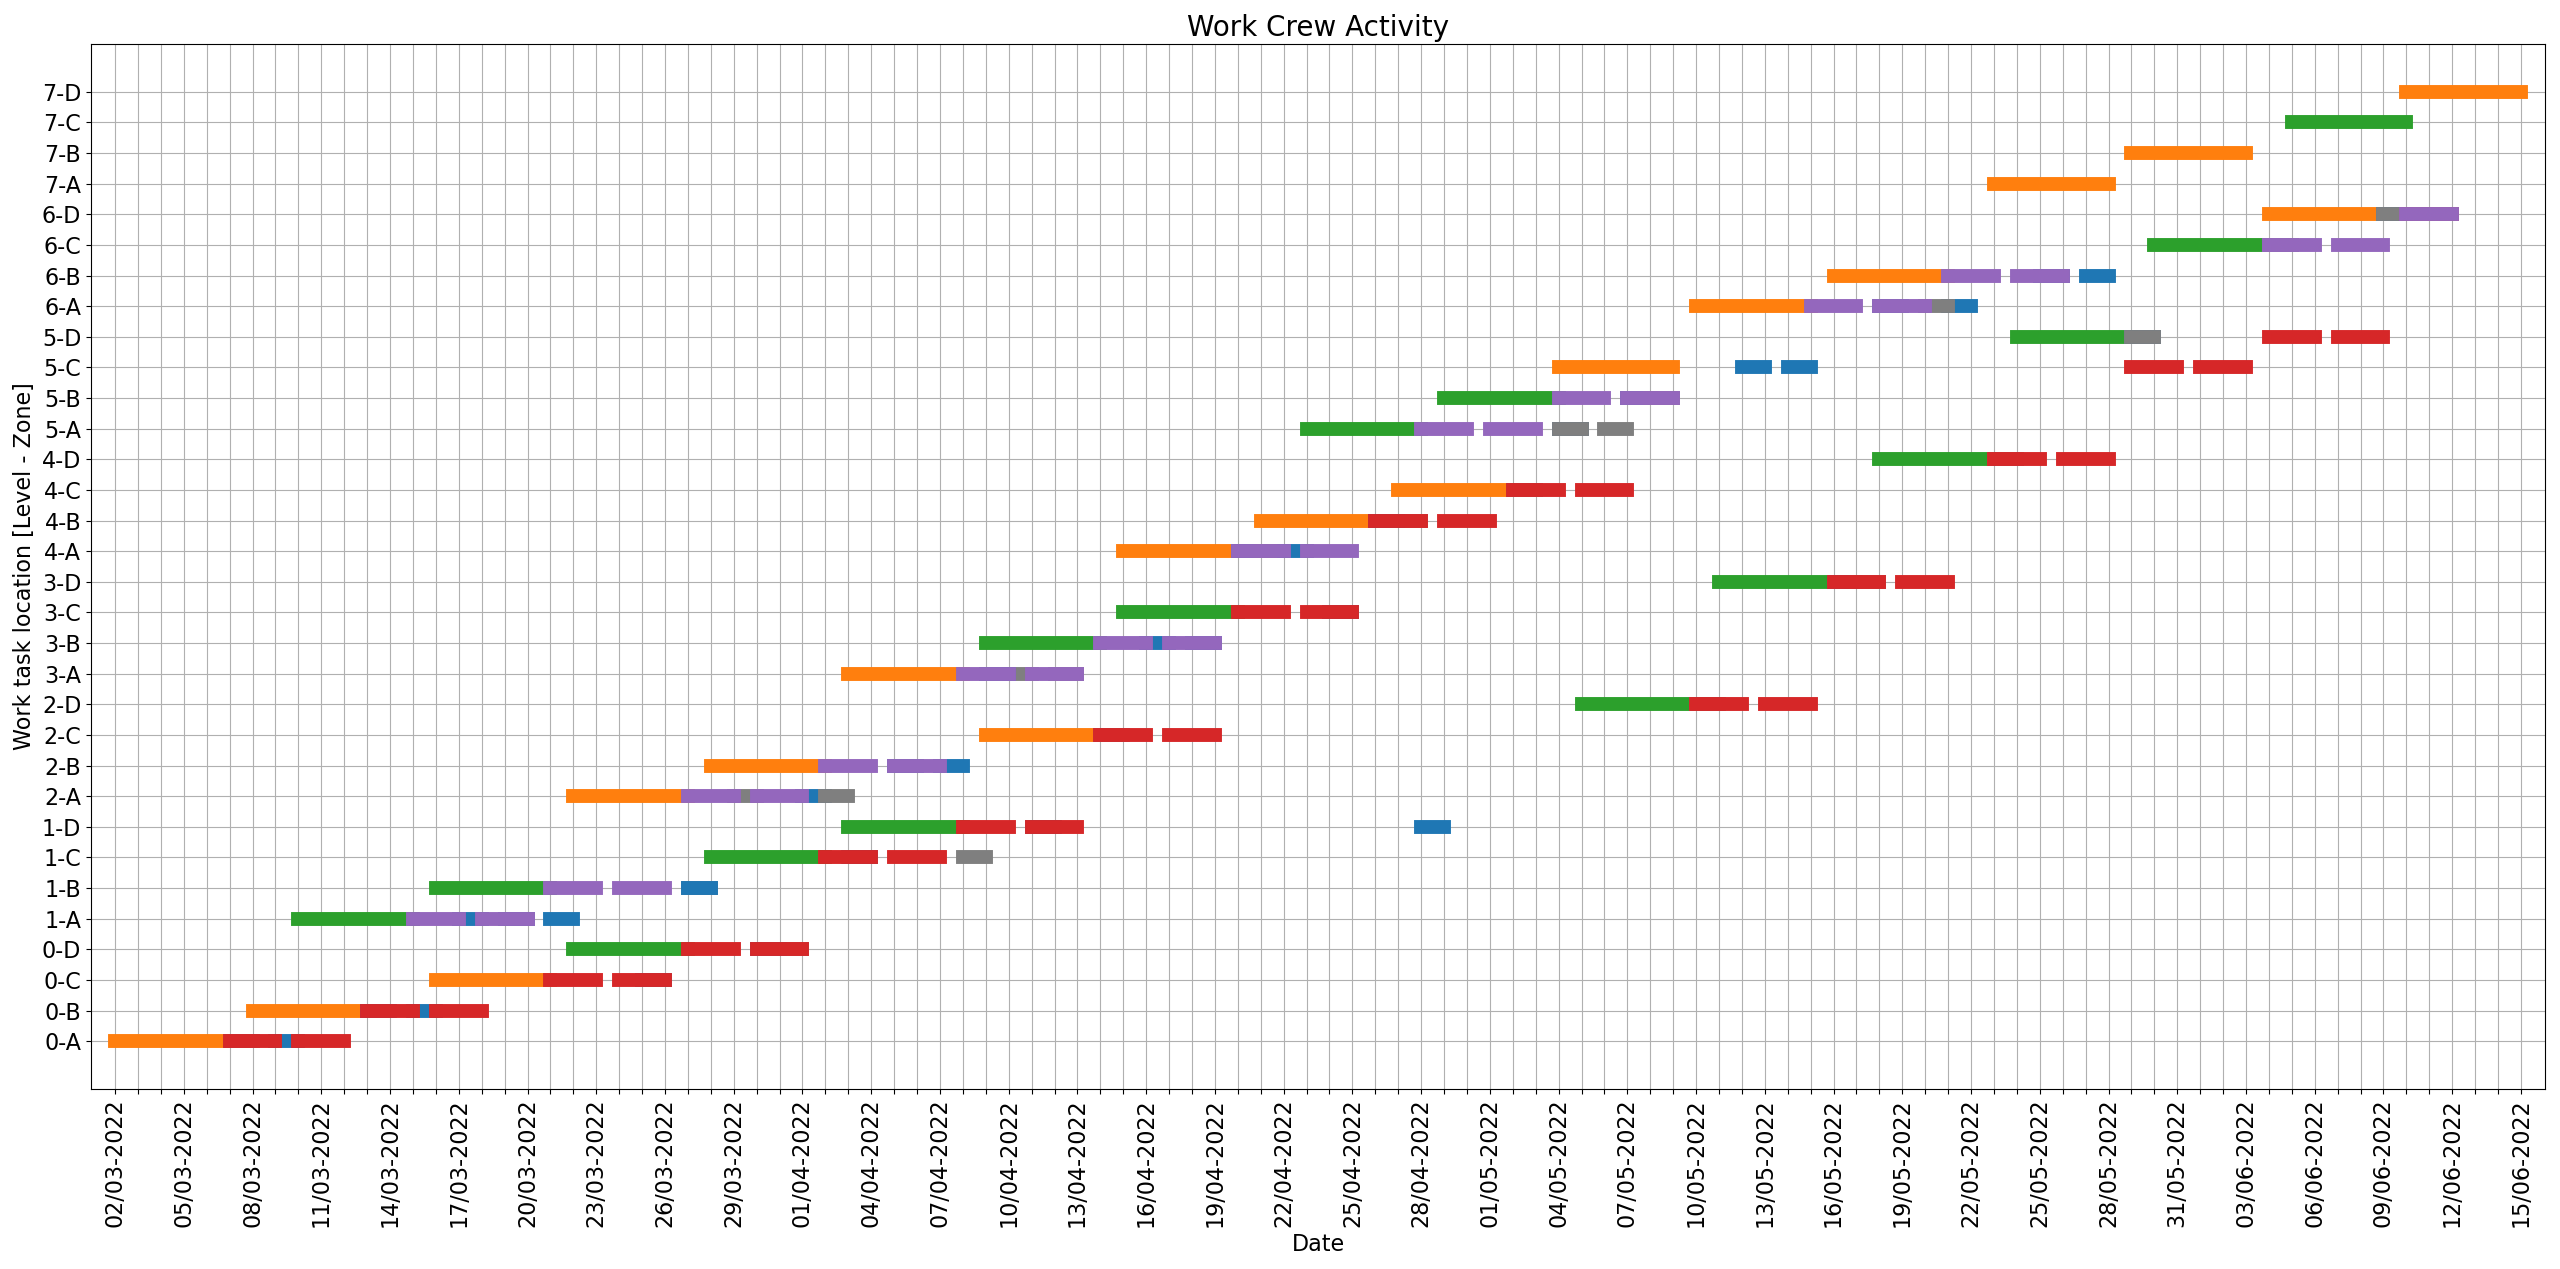 Work Crew Activity
Work task location [Level - Zone]
7-D
7-C
7-B
7-A
6-D
6-C
6-B
6-A
5-D
5-C
5-B
5-A
4-D
4-C
4-B
4-A
3-D
3-C
3-B
3-A
2-D
2-C
2-B
2-A
1-D
1-C
1-B
1-A
0-D
0-C
0-B
0-A
02/03-2022
05/03-2022
08/03-2022
11/03-2022
14/03-2022
17/03-2022
20/03-2022
23/03-2022
26/03-2022
29/03-2022
01/04-2022
04/04-2022
07/04-2022
10/04-2022
13/04-2022
16/04-2022
19/04-2022
22/04-2022
25/04-2022
28/04-2022
01/05-2022
04/05-2022
07/05-2022
10/05-2022
13/05-2022
16/05-2022
19/05-2022
22/05-2022
25/05-2022
28/05-2022
31/05-2022
03/06-2022
06/06-2022
09/06-2022
12/06-2022
15/06-2022
Date